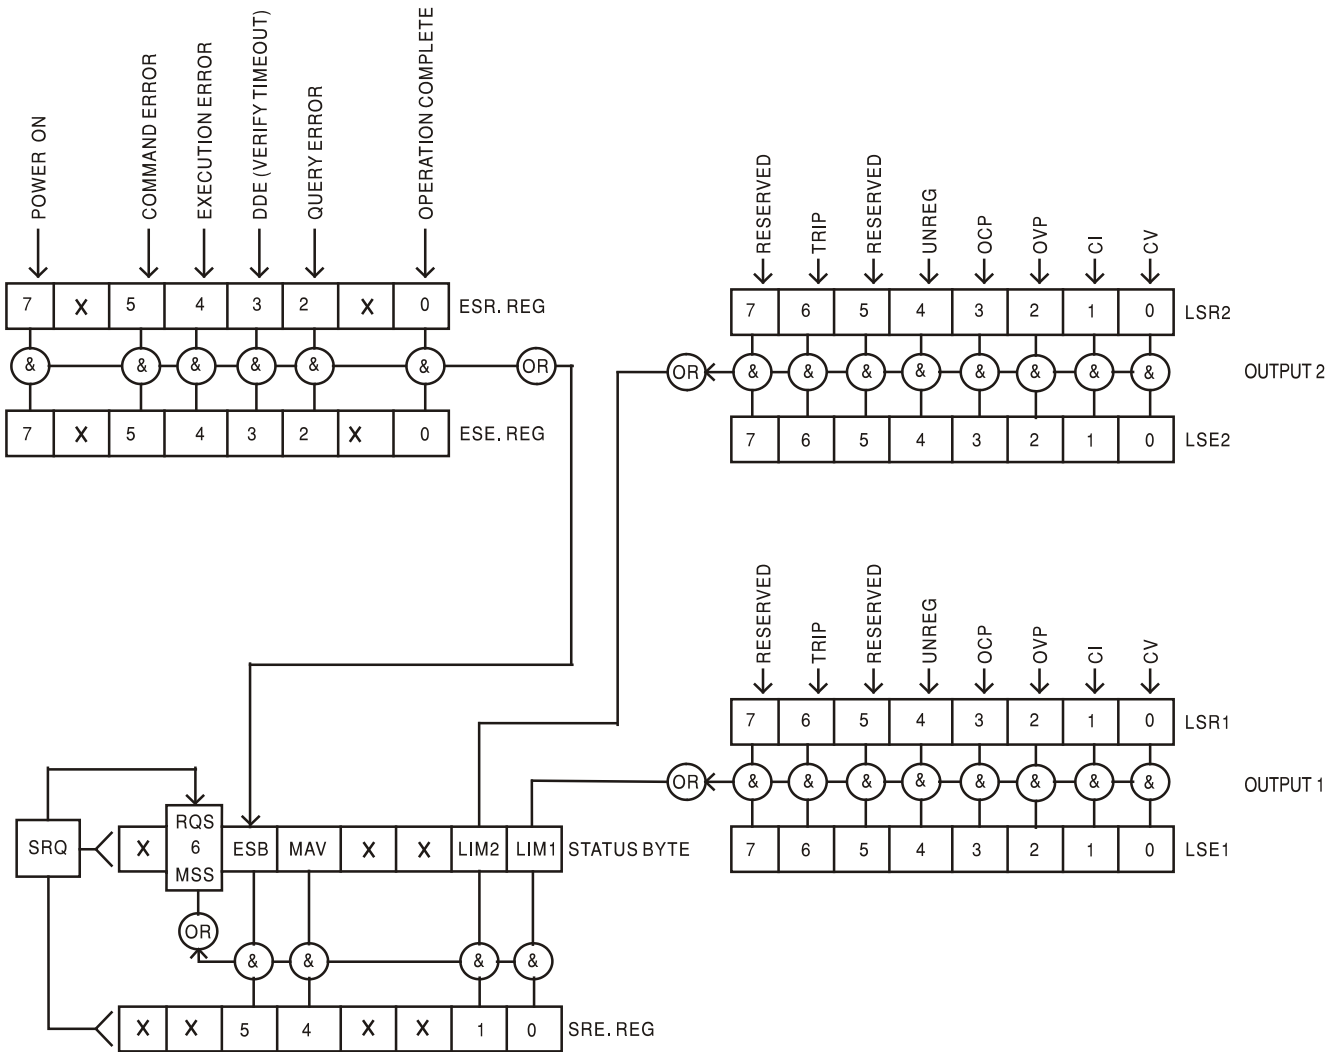 POWER ON
COMMAND ERROR
EXECUTION ERROR
DDE (VERIFY TIMEOUT)
QUERY ERROR
OPERATION COMPLETE
7 X 5 4 3 2 X 0 ESR. REG
& & & & & & OR
7 X 5 4 3 2 X 0 ESE. REG
RESERVED
TRIP
RESERVED
UNREG
OCP
OVP
CI
CV
7 6 5 4 3 2 1 0 LSR2
OR & & & & & & & & OUTPUT 2
7 6 5 4 3 2 1 0 LSE2
RESERVED
TRIP
RESERVED
UNREG
OCP
OVP
CI
CV
7 6 5 4 3 2 1 0 LSR1
OR & & & & & & & & OUTPUT 1
7 6 5 4 3 2 1 0 LSE1
SRQ
X
RQS
6
MSS
ESB MAV X X LIM2 LIM1 STATUS BYTE
OR
& & & &
X X 5 4 X X 1 0 SRE. REG